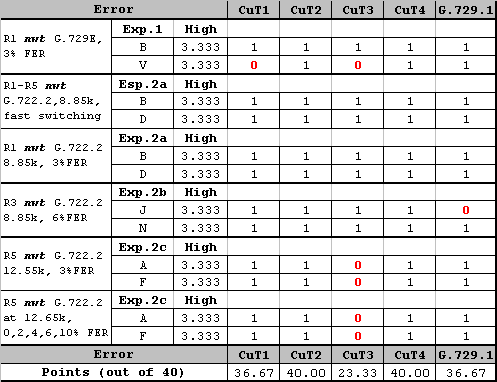 Error CuT1 CuT2 CuT3 CuT4 G.729.1
R1 nwt G.729E, 3% FER Exp.1 High
B 3.333 1 1 1 1 1
V 3.333 0 1 0 1 1
R1-R5 nwt G.722.2,8.85k, fast switching Esp.2a High
B 3.333 1 1 1 1 1
D 3.333 1 1 1 1 1
R1 nwt G.722.2 8.85k, 3%FER Exp.2a High
B 3.333 1 1 1 1 1
D 3.333 1 1 1 1 1
R3 nwt G.722.2 8.85k, 6%FER Exp.2b High
J 3.333 1 1 1 1 0
N 3.333 1 1 1 1 1
R5 nwt G.722.2 12.55k, 3%FER Exp.2c High
A 3.333 1 1 0 1 1
F 3.333 1 1 0 1 1
R5 nwt G.722.2 at 12.65k, 0,2,4,6,10% FER Exp.2c High
A 3.333 1 1 0 1 1
F 3.333 1 1 0 1 1
Error CuT1 CuT2 CuT3 CuT4 G.729.1
Points (out of 40) 36.67 40.00 23.33 40.00 36.67